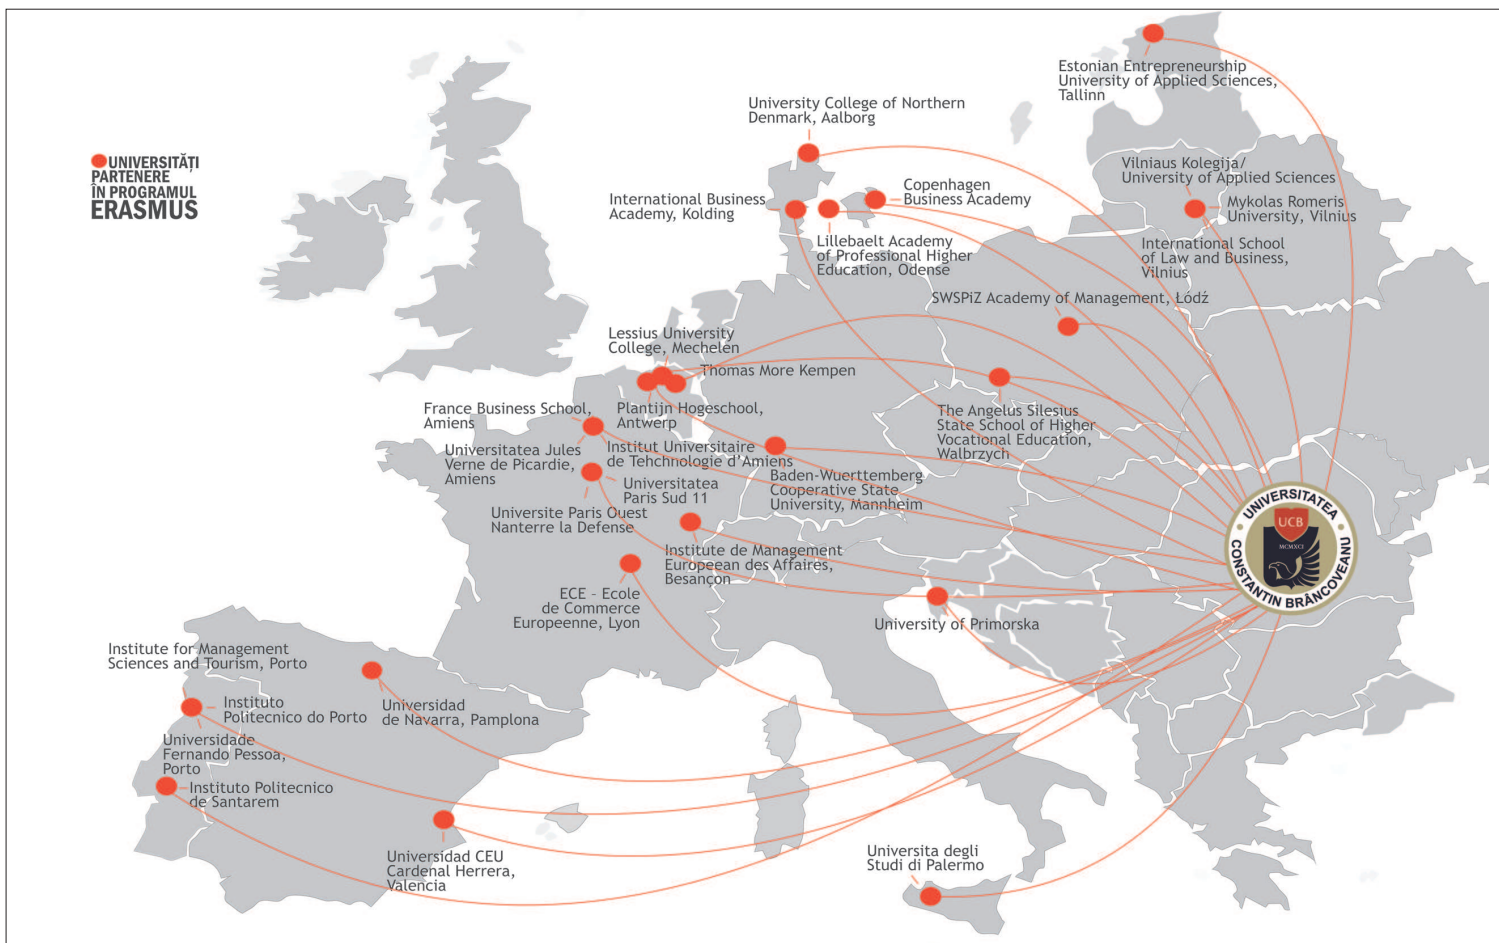 UNIVERSITĂȚI
PARTENERE
ÎN PROGRAMUL
ERASMUS
Estonian Entrepreneurship
University of Applied Sciences,
Tallinn
University College of Northern
Denmark, Aalborg
Vilniaus Kolegija/
University of Applied Sciences
Mykolas Romeris
University, Vilnius
International School
of Law and Business,
Vilnius
International Business
Academy, Kolding
Copenhagen
Business Academy
Lillebaelt Academy
of Professional Higher
Education, Odense
SWSPiZ Academy of Management, Łódź
Lessius University
College, Mechelen
Thomas More Kempen
Plantijn Hogeschool,
Antwerp
France Business School,
Amiens
Universitatea Jules
Verne de Picardie,
Amiens
Institut Universitaire
de Tehchnologie d'Amiens
Universitatea
Paris Sud 11
Universite Paris Ouest
Nanterre la Defense
The Angelus Silesius
State School of Higher
Vocational Education,
Walbrzych
Baden-Wuerttemberg
Cooperative State
University, Mannheim
Institute de Management
Europeean des Affaires,
Besançon
ECE - Ecole
de Commerce
Europeenne, Lyon
University of Primorska
UNIVERSITATEA
CONSTANTIN BRÂNCOVEANU
UCB
MCMXCI
Institute for Management
Sciences and Tourism, Porto
Instituto
Politecnico do Porto
Universidade
Fernando Pessoa,
Porto
Instituto Politecnico
de Santarem
Universidad
de Navarra, Pamplona
Universidad CEU
Cardenal Herrera,
Valencia
Universita degli
Studi di Palermo